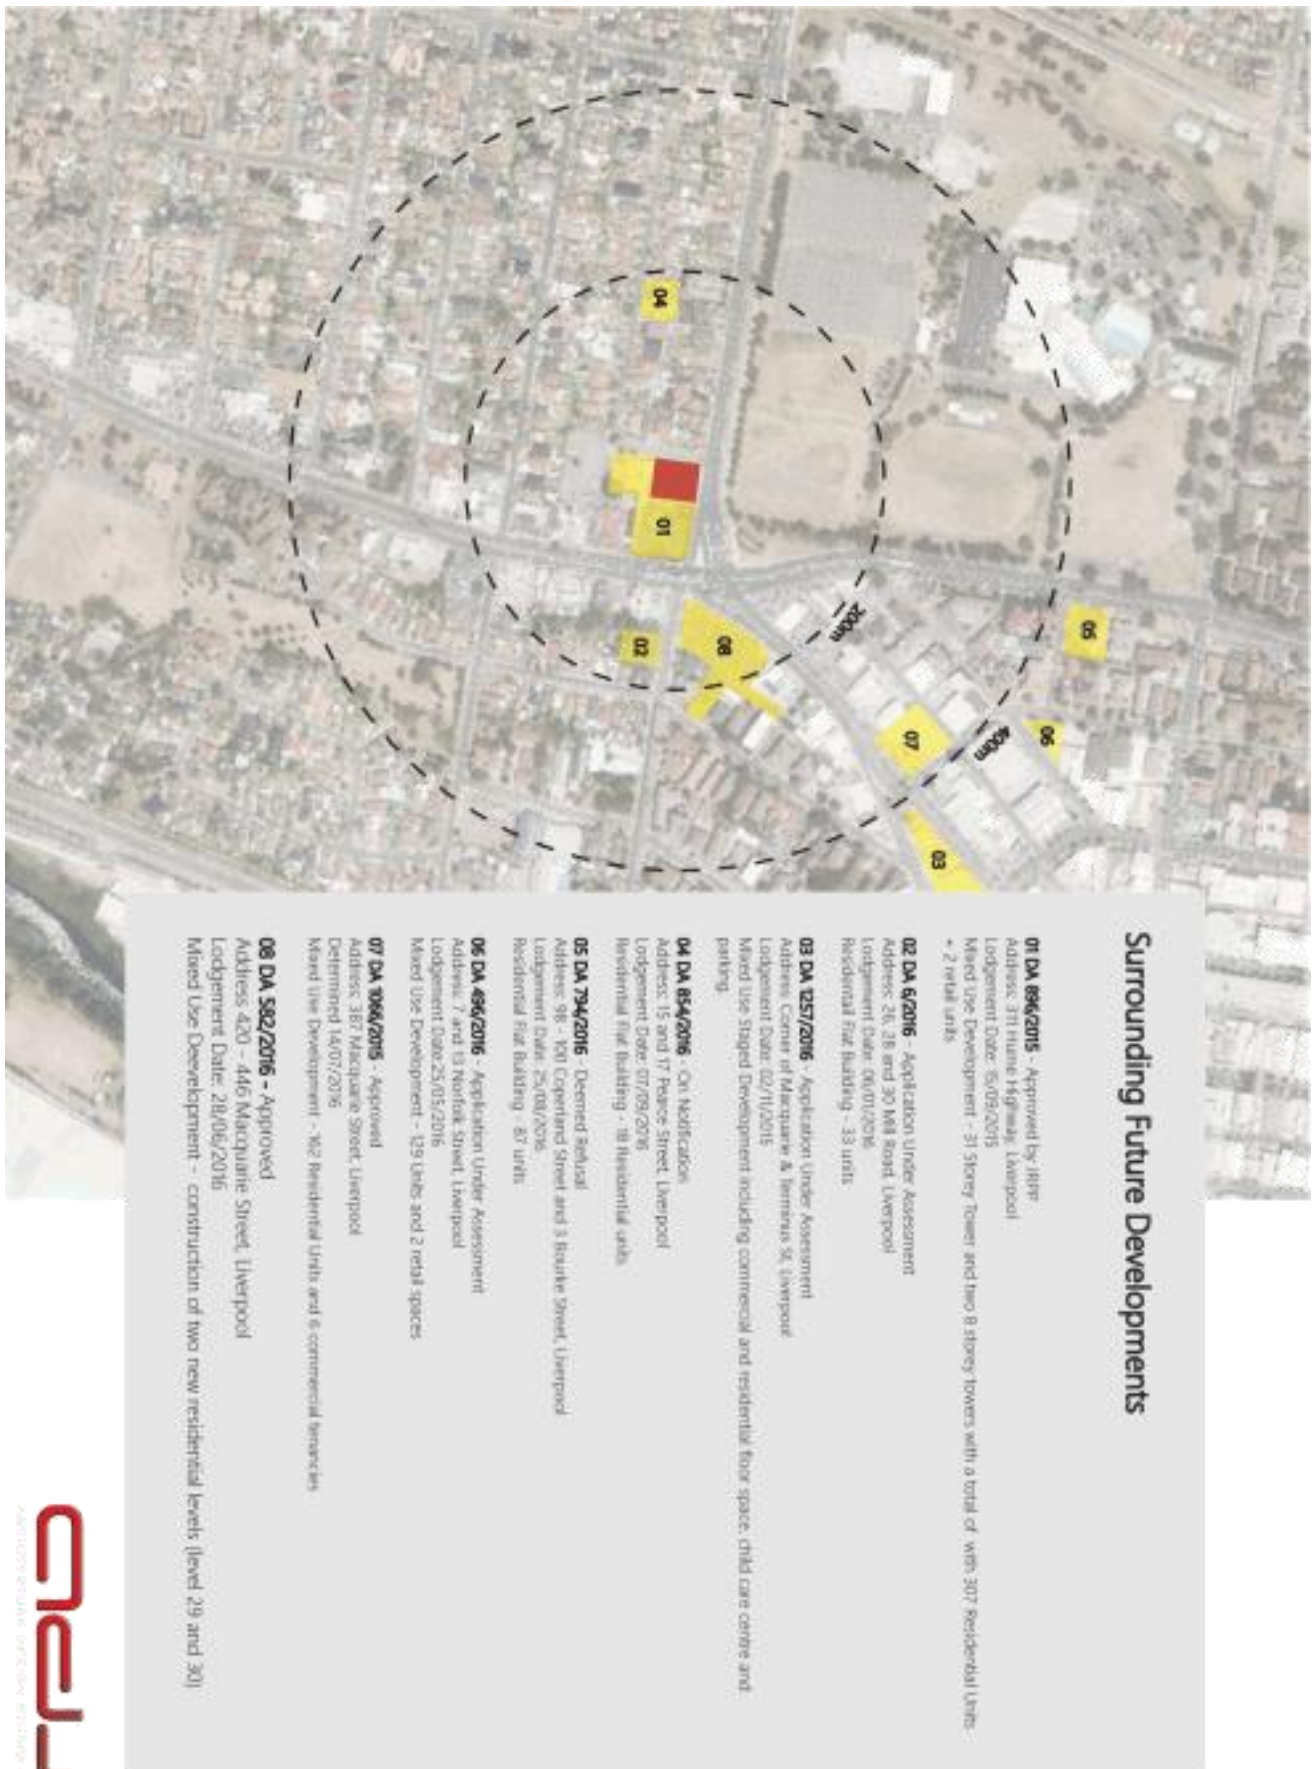 04
01
02
08
200m
05
07
400m
06
03
Surrounding Future Developments
01 DA 896/2015 - Approved by JRPP
Address: 311 Hume Highway, Liverpool
Lodgement Date: 15/09/2015
Mixed Use Development - 31 Storey Tower and two 8 storey towers with a total of with 307 Residential Units
+ 2 retail units
02 DA 6/2016 - Application Under Assessment
Address: 26, 28 and 30 Mill Road, Liverpool
Lodgement Date: 06/01/2016
Residential Flat Building - 33 units
03 DA 1257/2016 - Application Under Assessment
Address: Corner of Macquarie & Terminus St, Liverpool
Lodgement Date: 02/11/2015
Mixed Use Staged Development including commercial and residential floor space, child care centre and
parking.
04 DA 854/2016 - On Notification
Address: 15 and 17 Pearce Street, Liverpool
Lodgement Date: 07/09/2016
Residential Flat Building - 18 Residential units
05 DA 794/2016 - Deemed Refusal
Address: 98 - 100 Copeland Street and 3 Bourke Street, Liverpool
Lodgement Date: 25/08/2016
Residential Flat Building - 87 units
06 DA 496/2016 - Application Under Assessment
Address: 7 and 13 Norfolk Street, Liverpool
Lodgement Date:25/05/2016
Mixed Use Development - 129 Units and 2 retail spaces
07 DA 1066/2015 - Approved
Address: 387 Macquarie Street, Liverpool
Determined 14/07/2016
Mixed Use Development - 162 Residential Units and 6 commercial tenancies
08 DA 582/2016 - Approved
Address 420 - 446 Macquarie Street, Liverpool
Lodgement Date: 28/06/2016
Mixed Use Development - construction of two new residential levels (level 29 and 30)